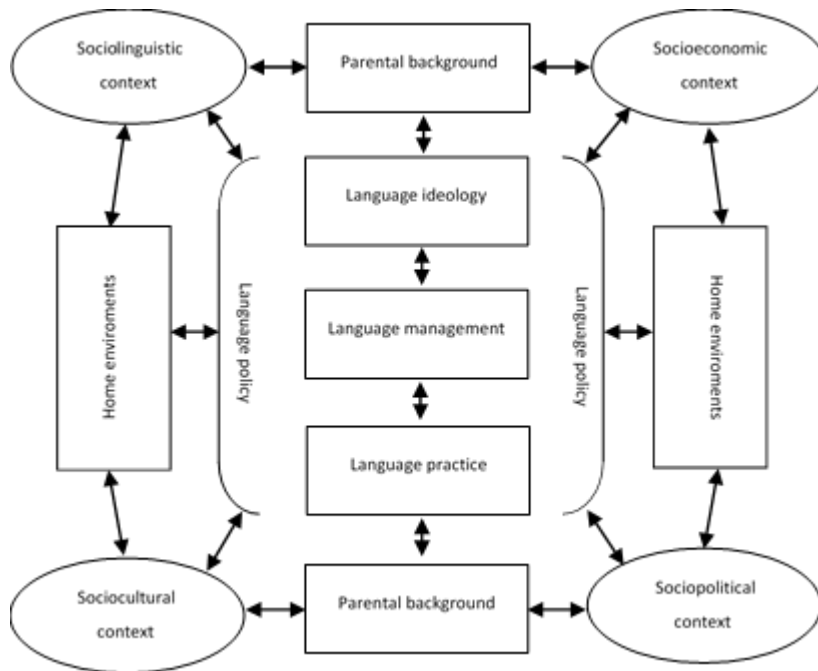 Sociolinguistic
context
Parental background
Socioeconomic
context
Language ideology
Home enviroments
Language policy
Language management
Language policy
Home enviroments
Language practice
Sociocultural
context
Parental background
Sociopolitical
context